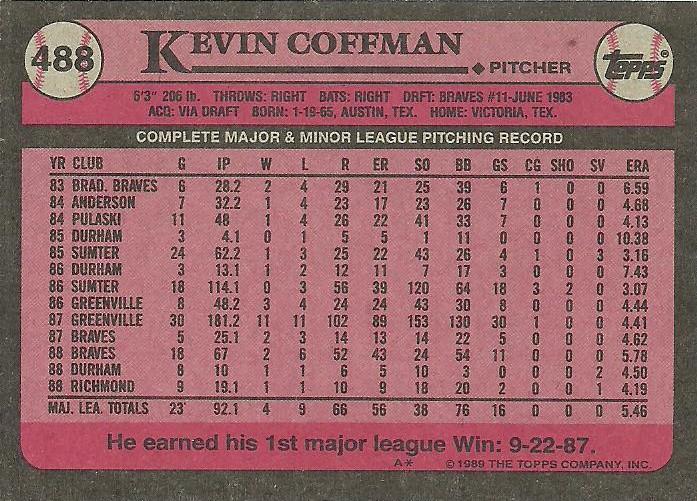 488
KEVIN COFFMAN
PITCHER
TOPPS®
6'3" 206 lb. THROWS: RIGHT BATS: RIGHT DRFT: BRAVES #11-JUNE 1983
ACQ: VIA DRAFT BORN: 1-19-65, AUSTIN, TEX. HOME: VICTORIA, TEX.
COMPLETE MAJOR & MINOR LEAGUE PITCHING RECORD
YR CLUB G IP W L R ER SO BB GS CG SHO SV ERA
83 BRAD. BRAVES 6 28.2 2 4 29 21 25 39 6 1 0 0 6.59
84 ANDERSON 7 32.2 1 4 23 17 23 26 7 0 0 0 4.68
84 PULASKI 11 48 1 4 26 22 41 33 7 0 0 0 4.13
85 DURHAM 3 4.1 0 1 5 5 1 11 0 0 0 0 10.38
85 SUMTER 24 62.2 1 3 25 22 43 26 4 1 0 3 3.16
86 DURHAM 3 13.1 1 2 12 11 7 17 3 0 0 0 7.43
86 SUMTER 18 114.1 0 3 56 39 120 64 18 3 2 0 3.07
86 GREENVILLE 8 48.2 3 4 24 24 43 30 8 0 0 0 4.44
87 GREENVILLE 30 181.2 11 11 102 89 153 130 30 1 0 0 4.41
87 BRAVES 5 25.1 2 3 14 13 14 22 5 0 0 0 4.62
88 BRAVES 18 67 2 6 52 43 24 54 11 0 0 0 5.78
88 DURHAM 8 10 1 1 6 5 10 3 0 0 0 2 4.50
88 RICHMOND 9 19.1 1 1 10 9 18 20 2 0 0 1 4.19
MAJ. LEA. TOTALS 23 92.1 4 9 66 56 38 76 16 0 0 0 5.46
He earned his 1st major league Win: 9-22-87.
A* © 1989 THE TOPPS COMPANY, INC.